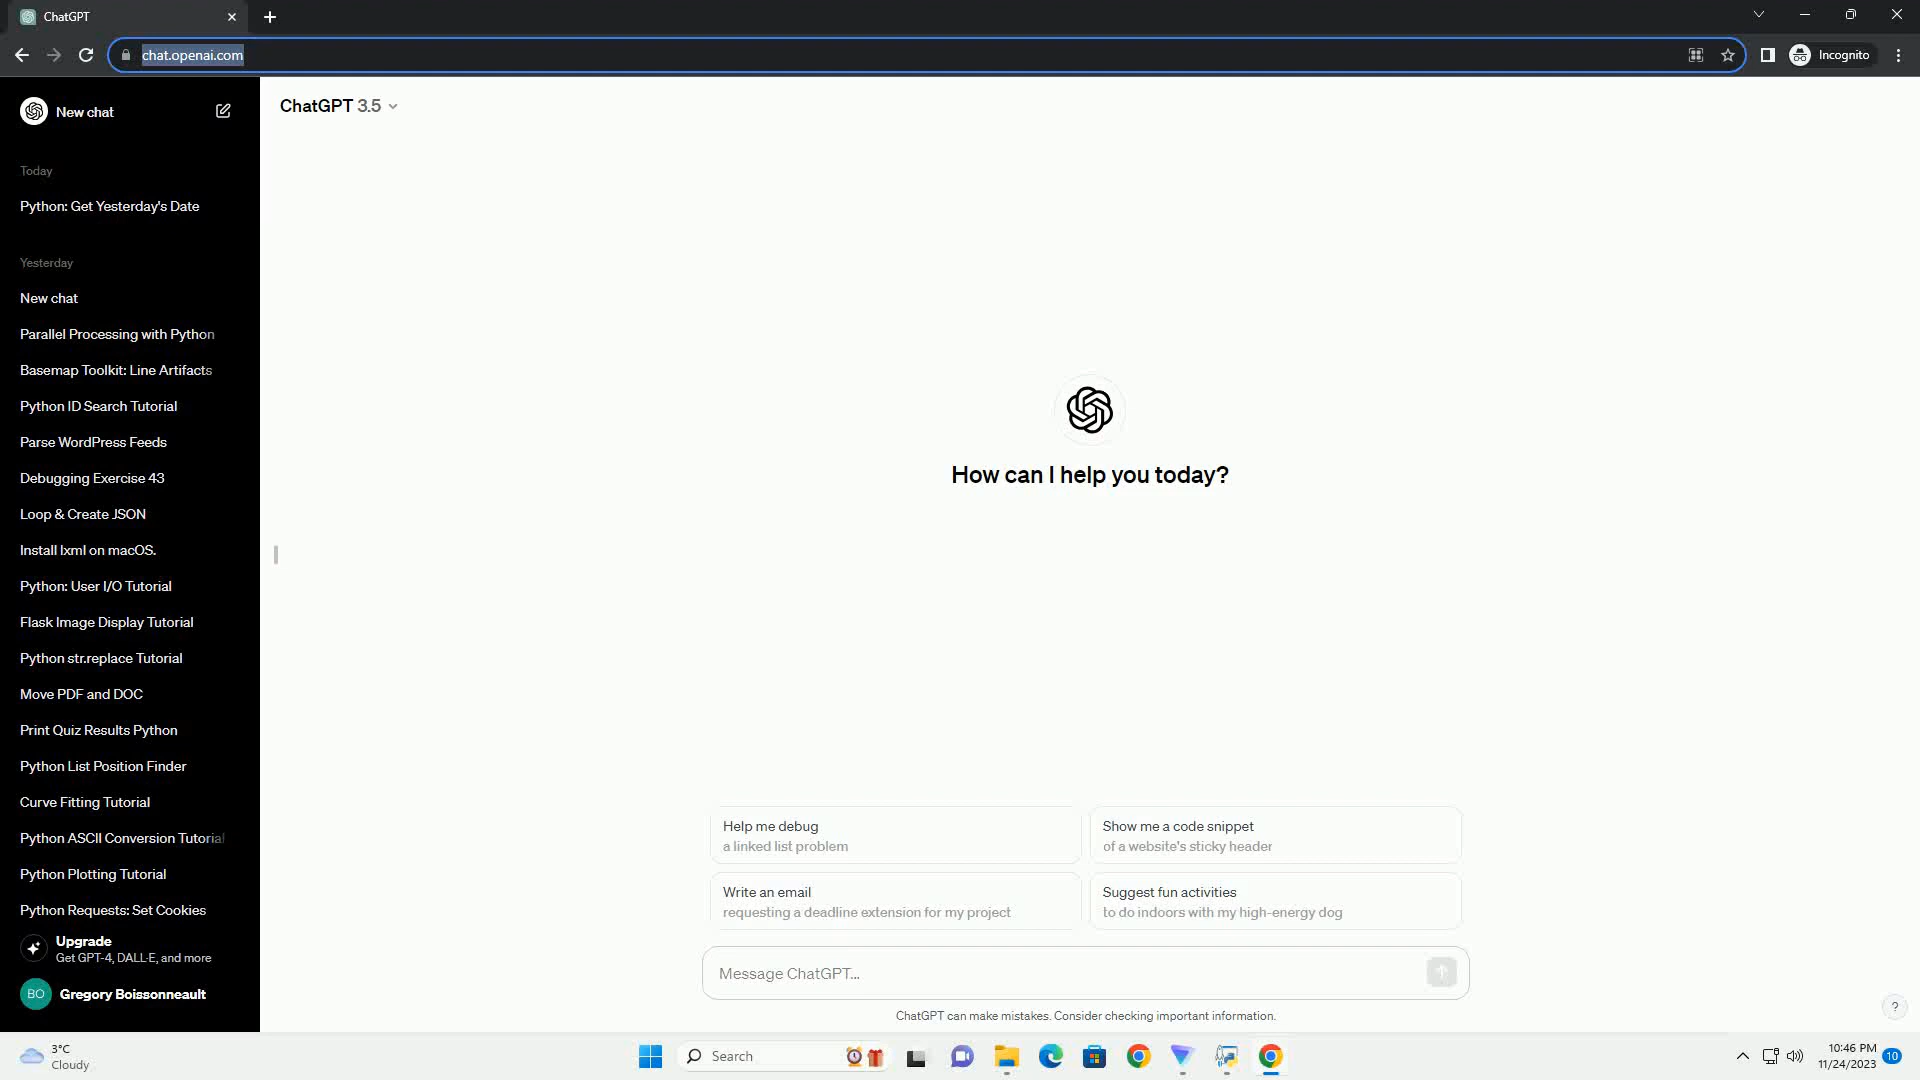 ChatGPT
chat.openai.com
Incognito
New chat
ChatGPT 3.5
Today
Python: Get Yesterday's Date
Yesterday
New chat
Parallel Processing with Python
Basemap Toolkit: Line Artifacts
Python ID Search Tutorial
Parse WordPress Feeds
Debugging Exercise 43
Loop & Create JSON
Install lxml on macOS.
Python: User I/O Tutorial
Flask Image Display Tutorial
Python str.replace Tutorial
Move PDF and DOC
Print Quiz Results Python
Python List Position Finder
Curve Fitting Tutorial
Python ASCII Conversion Tutorial
Python Plotting Tutorial
Python Requests: Set Cookies
Upgrade
Get GPT-4, DALL·E, and more
BO
Gregory Boissonneault
How can I help you today?
Help me debug
a linked list problem
Show me a code snippet
of a website's sticky header
Write an email
requesting a deadline extension for my project
Suggest fun activities
to do indoors with my high-energy dog
Message ChatGPT...
ChatGPT can make mistakes. Consider checking important information.
?
3°C
Cloudy
Search
10:46 PM
11/24/2023
10